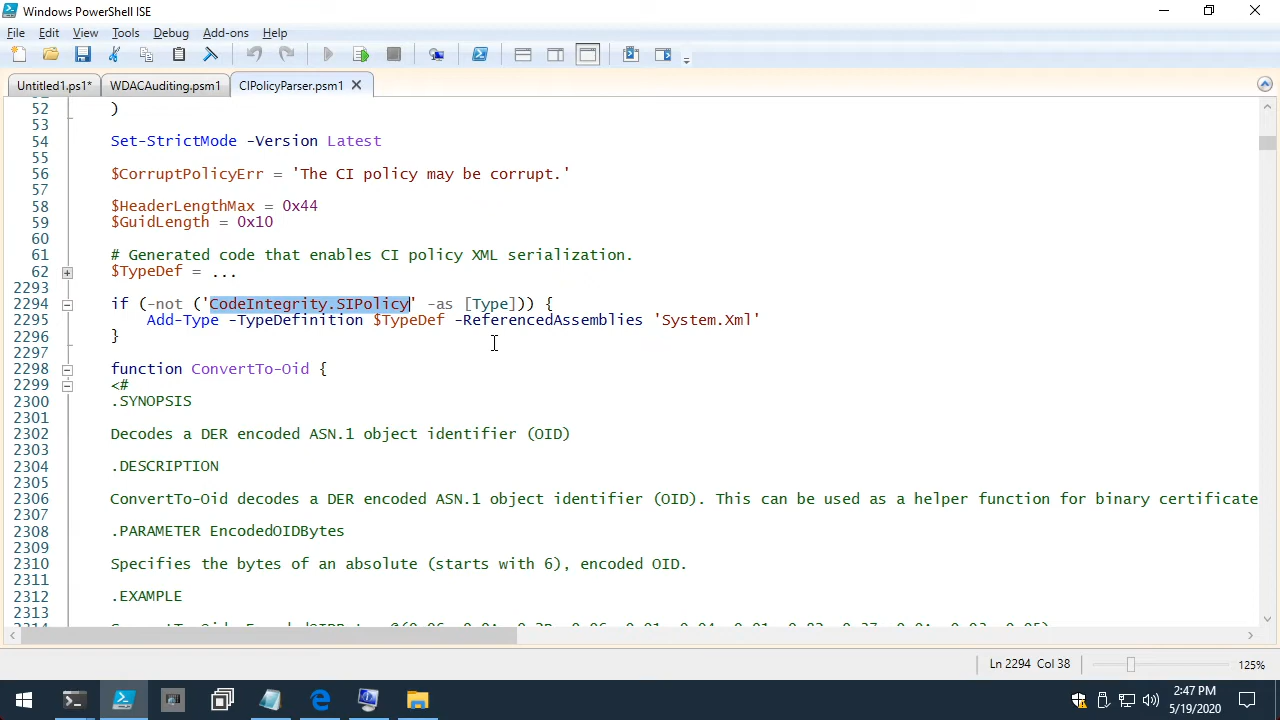 Windows PowerShell ISE
File Edit View Tools Debug Add-ons Help
Untitled1.ps1* WDACAuditing.psm1 CIPolicyParser.psm1
52 )
53
54 Set-StrictMode -Version Latest
55
56 $CorruptPolicyErr = 'The CI policy may be corrupt.'
57
58 $HeaderLengthMax = 0x44
59 $GuidLength = 0x10
60
61 # Generated code that enables CI policy XML serialization.
62 $TypeDef = ...
2293
2294 if (-not ('CodeIntegrity.SIPolicy' -as [Type])) {
2295 Add-Type -TypeDefinition $TypeDef -ReferencedAssemblies 'System.Xml'
2296 }
2297
2298 function ConvertTo-Oid {
2299 <#
2300 .SYNOPSIS
2301
2302 Decodes a DER encoded ASN.1 object identifier (OID)
2303
2304 .DESCRIPTION
2305
2306 ConvertTo-Oid decodes a DER encoded ASN.1 object identifier (OID). This can be used as a helper function for binary certificate
2307
2308 .PARAMETER EncodedOIDBytes
2309
2310 Specifies the bytes of an absolute (starts with 6), encoded OID.
2311
2312 .EXAMPLE
2313
Ln 2294 Col 38 125%
2:47 PM
5/19/2020